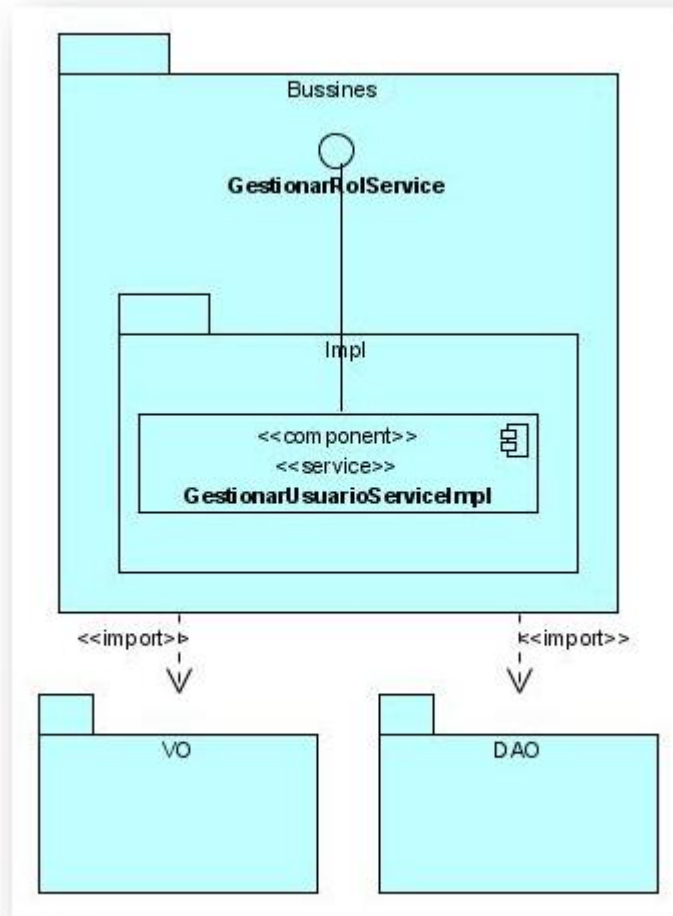 Bussines
GestionarRolService
Impl
<<component>>
<<service>>
GestionarUsuarioServiceImpl
<<import>>
<<import>>
VO
DAO